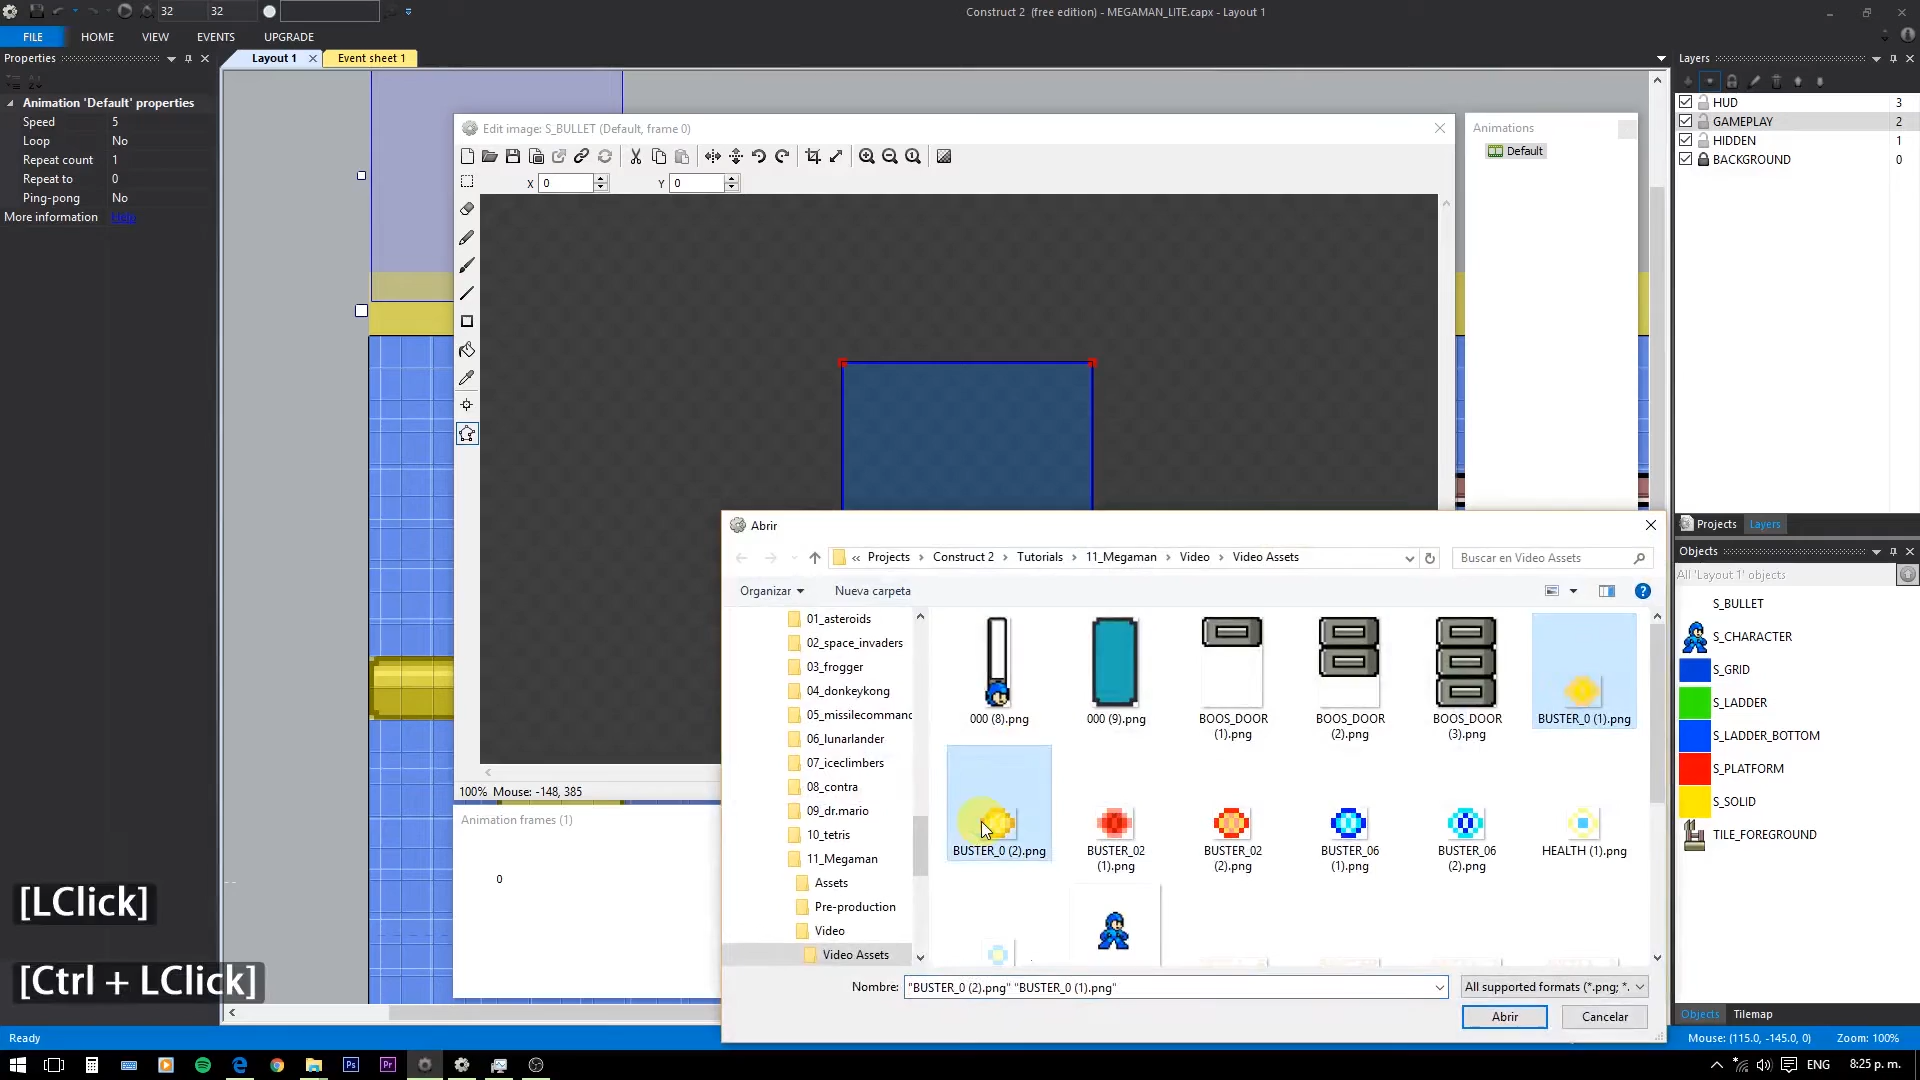 32 32
Construct 2 (free edition) - MEGAMAN_LITE.capx - Layout 1
FILE HOME VIEW EVENTS UPGRADE
Properties
Layout 1 Event sheet 1
Layers
Animation 'Default' properties
Speed 5
Loop No
Repeat count 1
Repeat to 0
Ping-pong No
More information Help
Edit image: S_BULLET (Default, frame 0)
X 0 Y 0
Animations
Default
HUD 3
GAMEPLAY 2
HIDDEN 1
BACKGROUND 0
Projects Layers
Objects
All 'Layout 1' objects
S_BULLET
S_CHARACTER
S_GRID
S_LADDER
S_LADDER_BOTTOM
S_PLATFORM
S_SOLID
TILE_FOREGROUND
Objects Tilemap
100% Mouse: -148, 385
Animation frames (1)
0
Abrir
« Projects Construct 2 Tutorials 11_Megaman Video Video Assets
Buscar en Video Assets
Organizar Nueva carpeta
01_asteroids
02_space_invaders
03_frogger
04_donkeykong
05_missilecommand
06_lunarlander
07_iceclimbers
08_contra
09_dr.mario
10_tetris
11_Megaman
Assets
Pre-production
Video
Video Assets
000 (8).png
000 (9).png
BOOS_DOOR (1).png
BOOS_DOOR (2).png
BOOS_DOOR (3).png
BUSTER_0 (1).png
BUSTER_0 (2).png
BUSTER_02 (1).png
BUSTER_02 (2).png
BUSTER_06 (1).png
BUSTER_06 (2).png
HEALTH (1).png
Nombre: "BUSTER_0 (2).png" "BUSTER_0 (1).png"
All supported formats (*.png; *.
Abrir Cancelar
[LClick]
[Ctrl + LClick]
Ready
Mouse: (115.0, -145.0, 0) Zoom: 100%
Ps Pr
ENG 8:25 p. m.